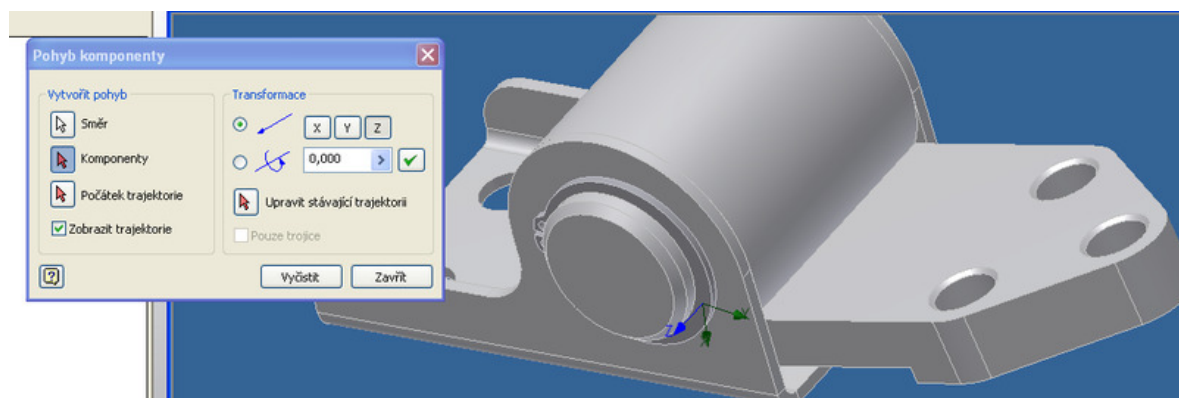 Pohyb komponenty
Vytvořit pohyb
Směr
Komponenty
Počátek trajektorie
Zobrazit trajektorie
Transformace
X Y Z
0,000
Upravit stávající trajektorii
Pouze trojice
Vyčistit Zavřít
Z